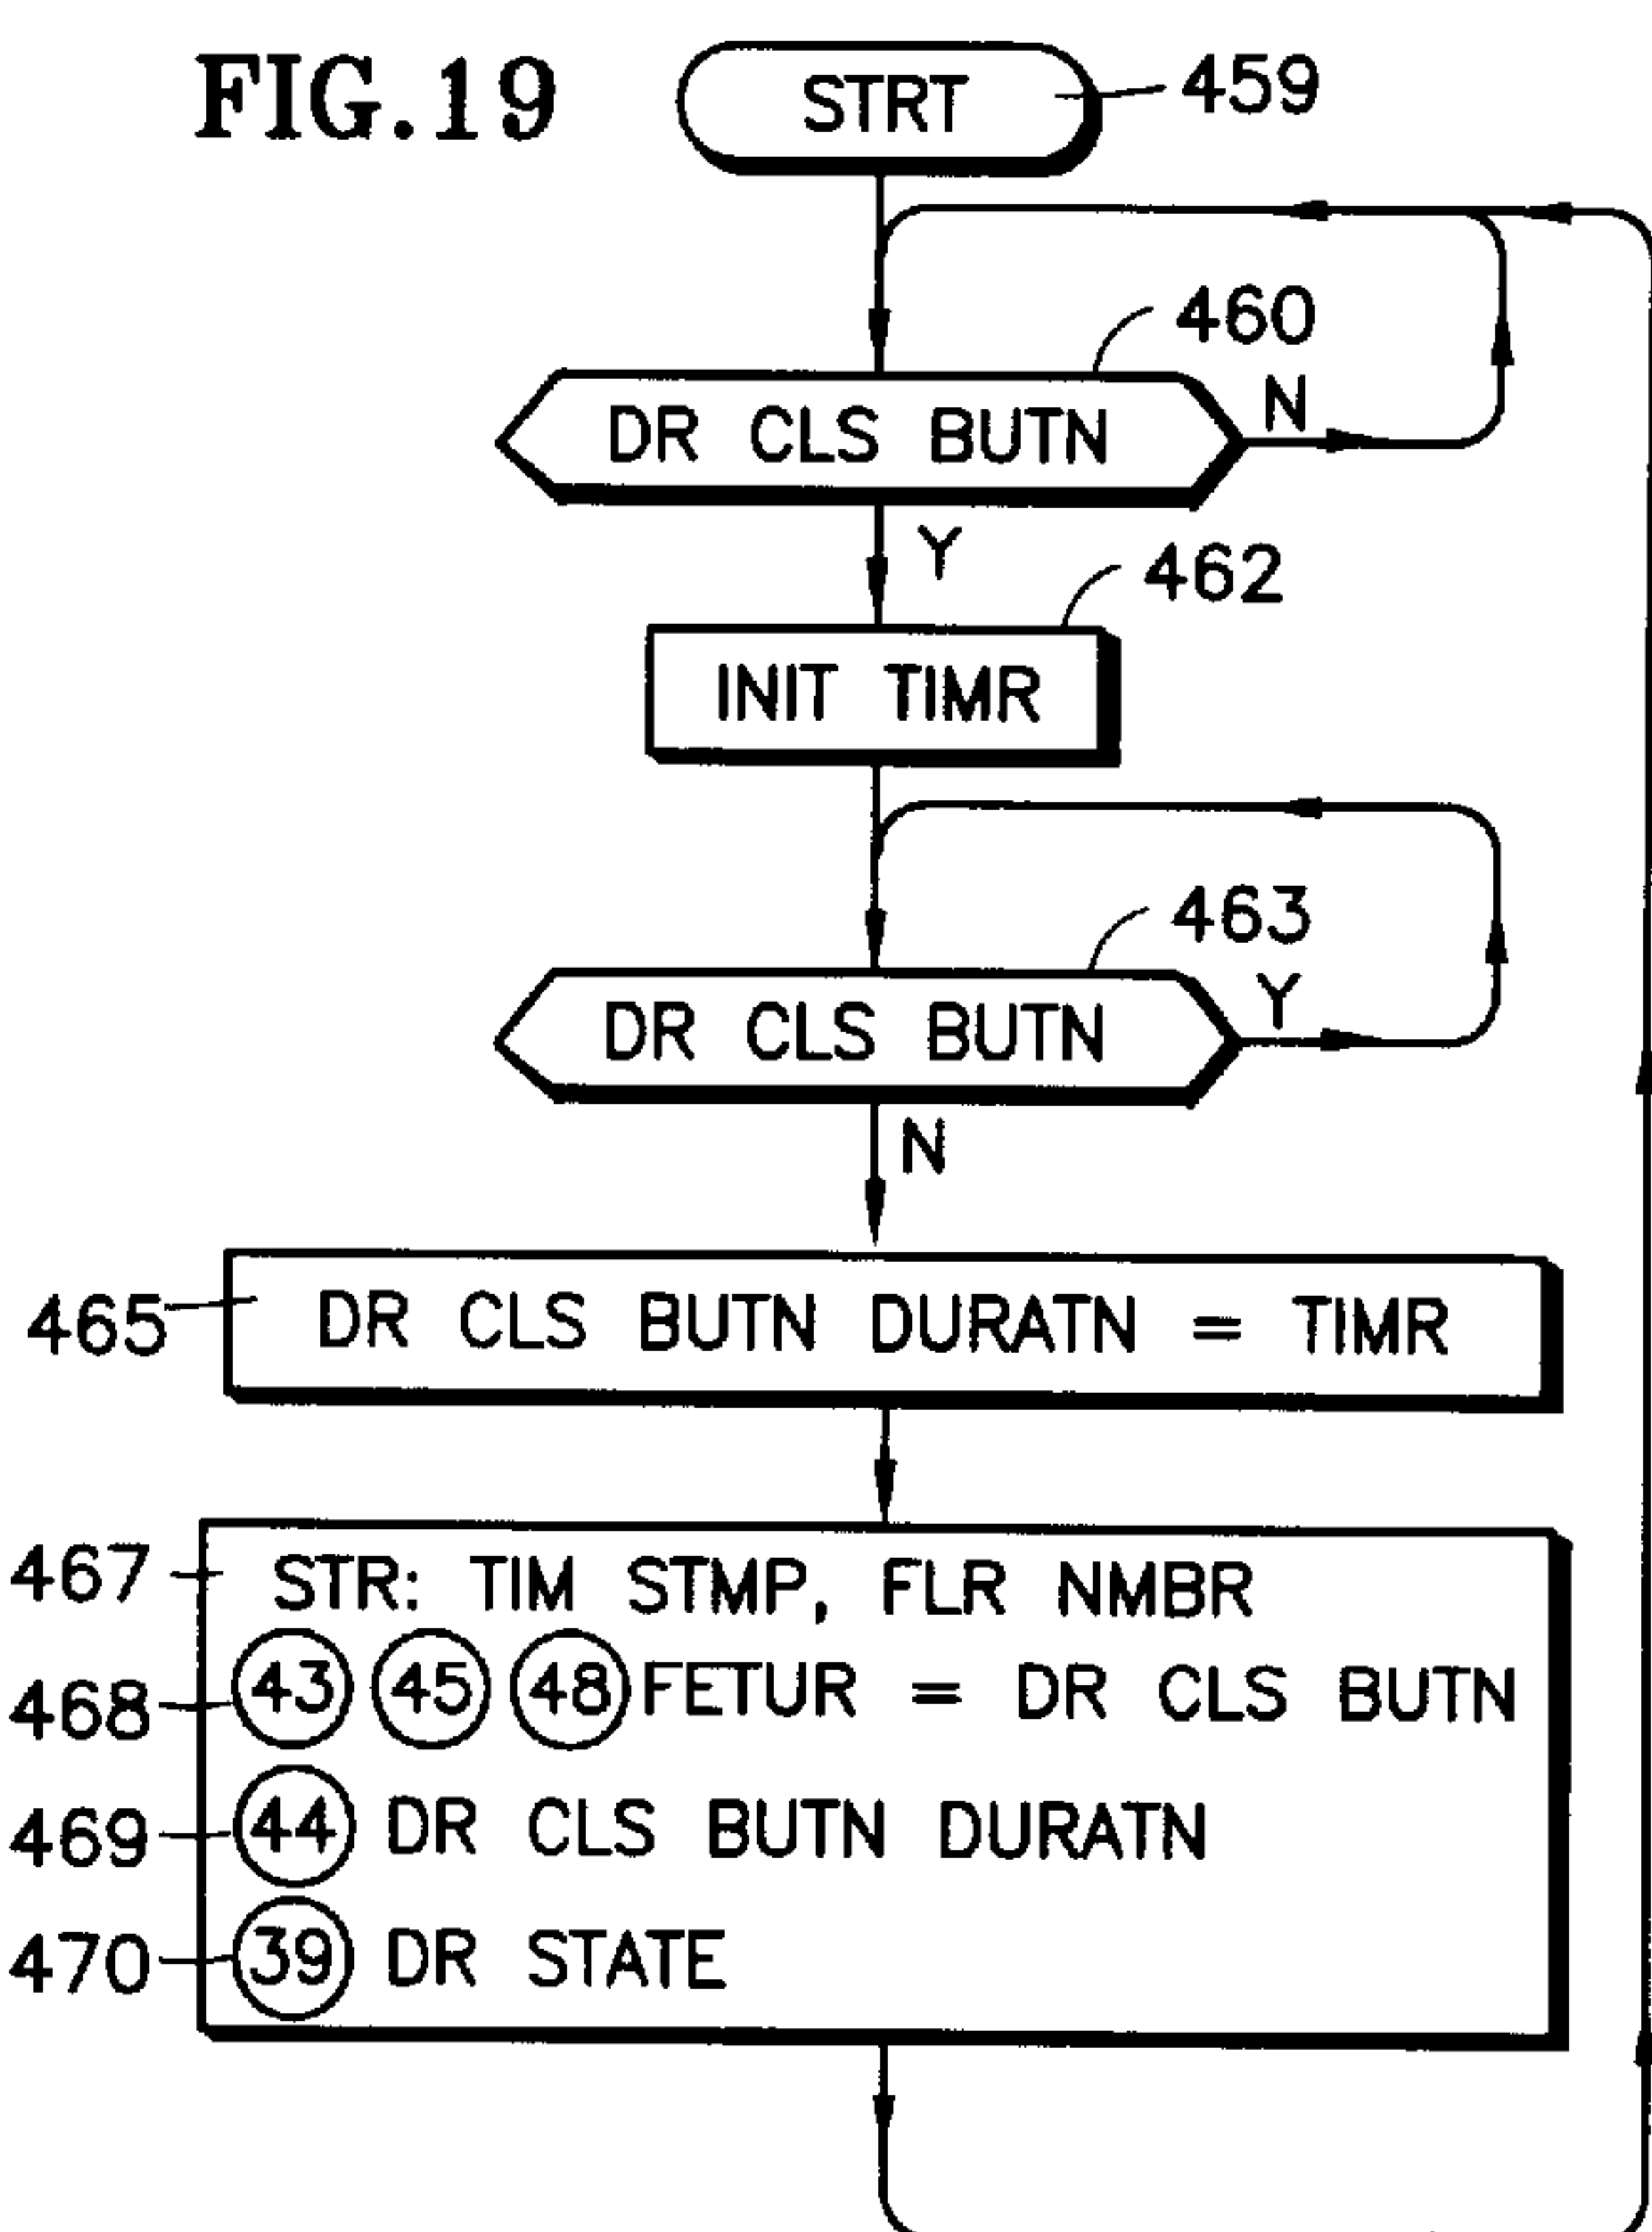 FIG.19
STRT
459
460
DR CLS BUTN
N
Y
462
INIT TIMR
463
DR CLS BUTN
Y
N
465
DR CLS BUTN DURATN = TIMR
467 STR: TIM STMP, FLR NMBR
468 43 45 48 FETUR = DR CLS BUTN
469 44 DR CLS BUTN DURATN
470 39 DR STATE